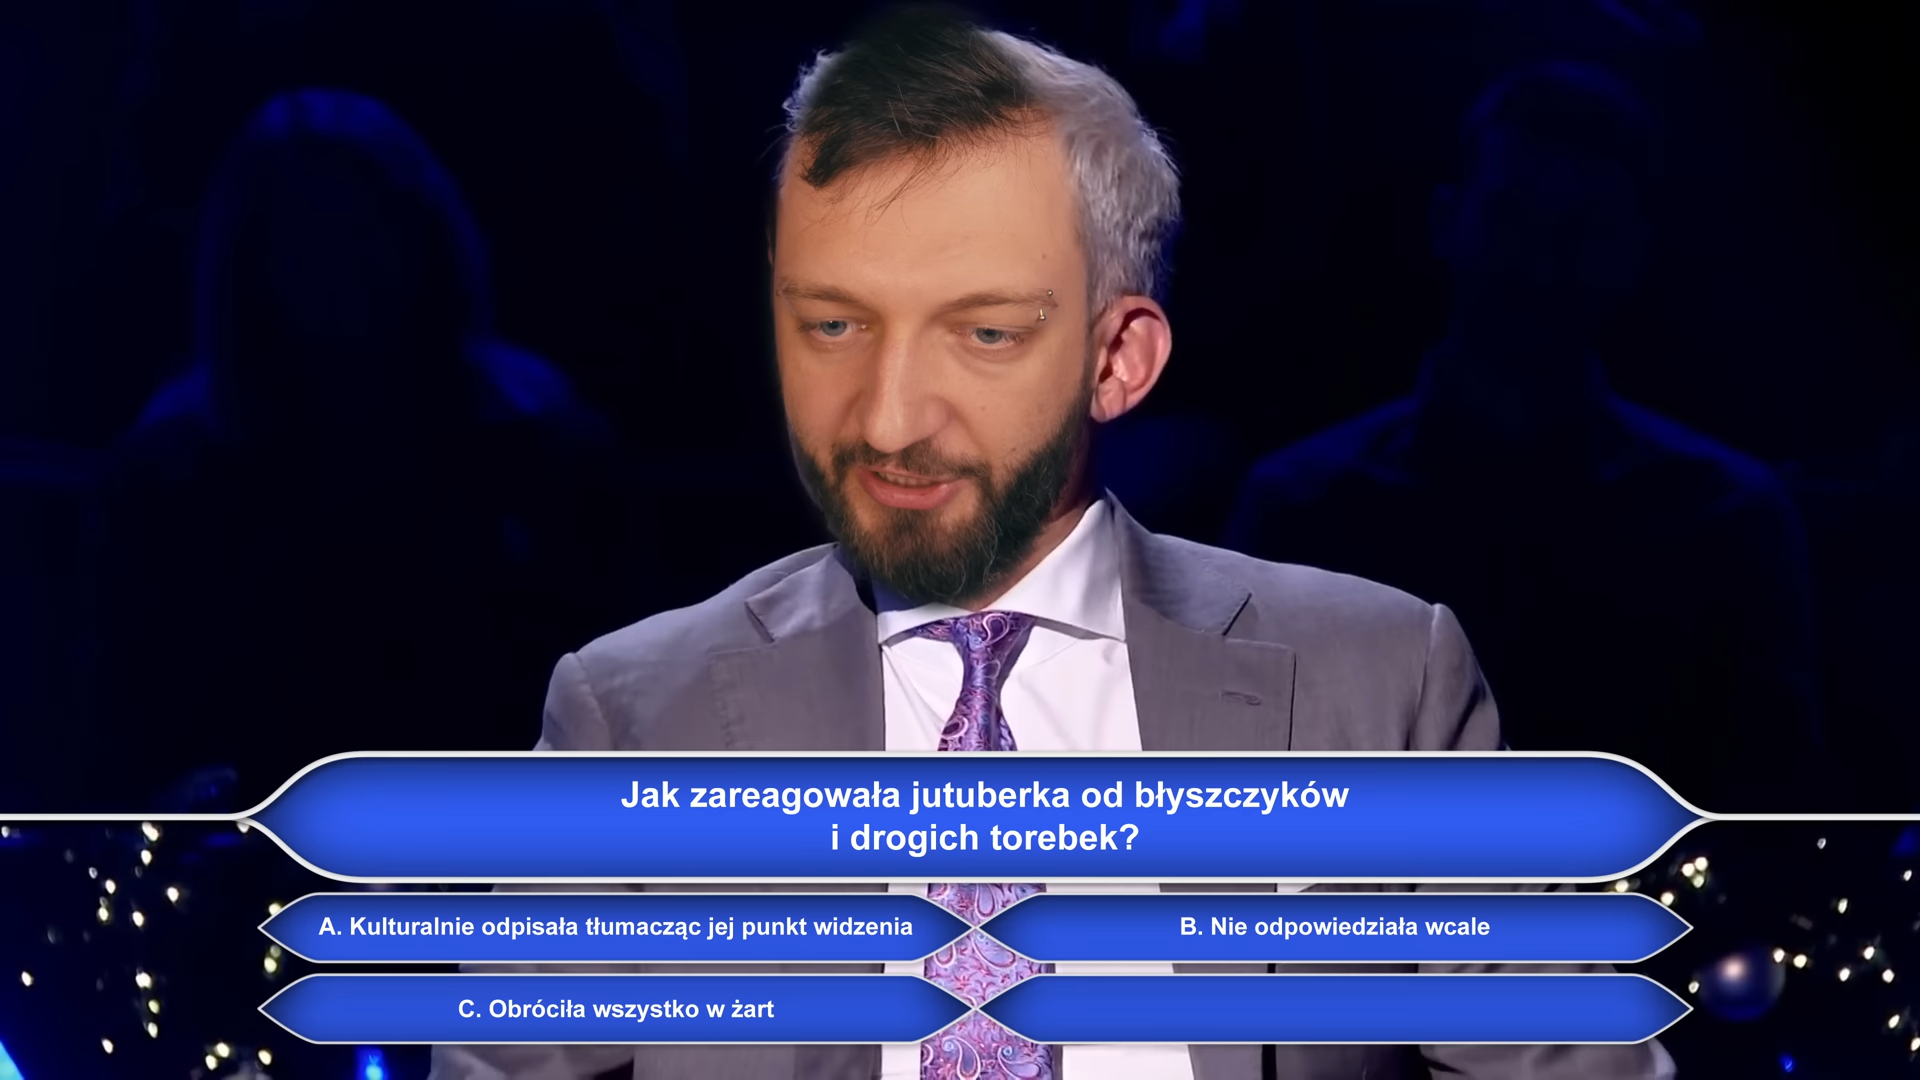 Jak zareagowała jutuberka od błyszczyków
i drogich torebek?
A. Kulturalnie odpisała tłumacząc jej punkt widzenia
B. Nie odpowiedziała wcale
C. Obróciła wszystko w żart